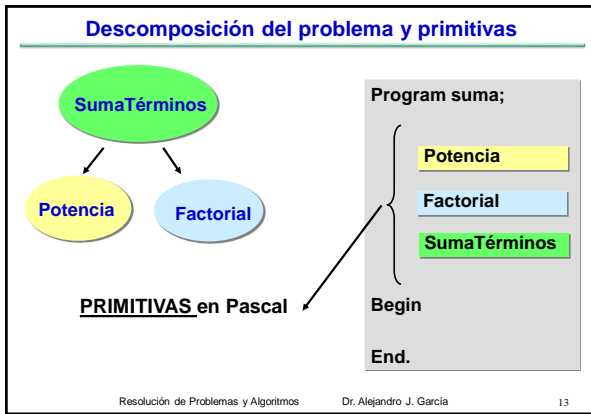 Descomposición del problema y primitivas
SumaTérminos
Potencia
Factorial
PRIMITIVAS en Pascal
Program suma;
Potencia
Factorial
SumaTérminos
Begin
End.
Resolución de Problemas y Algoritmos Dr. Alejandro J. García 13